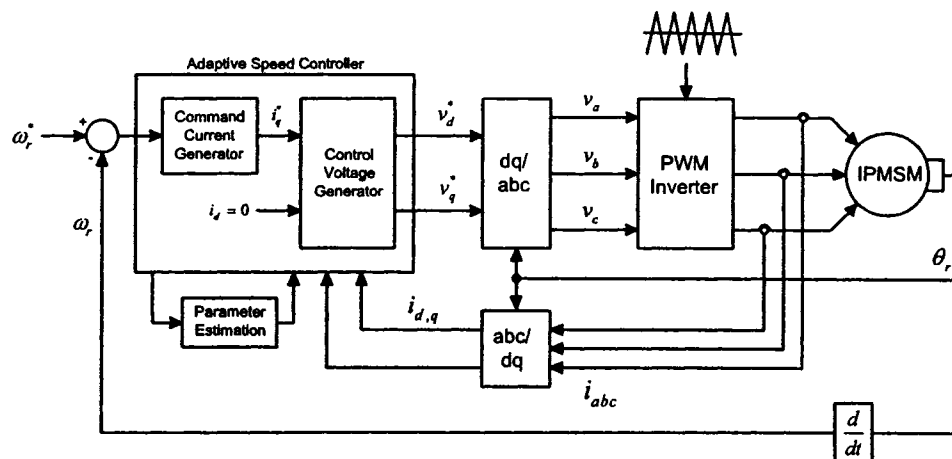 Adaptive Speed Controller
ω*r
+
-
ωr
Command
Current
Generator
i*q
id = 0
Control
Voltage
Generator
v*d
v*q
dq/
abc
va
vb
vc
PWM
Inverter
IPMSM
θr
Parameter
Estimation
id,q
abc/
dq
iabc
d
dt